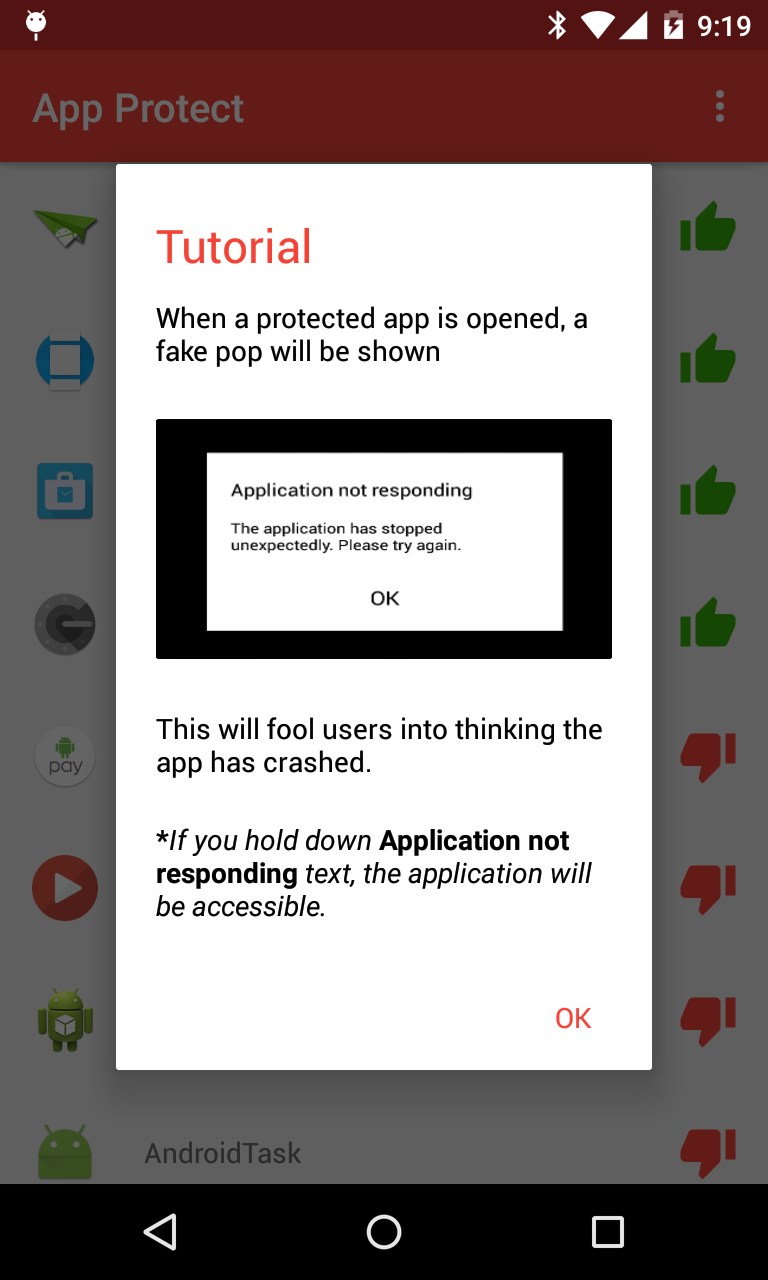 9:19
App Protect
Tutorial
When a protected app is opened, a
fake pop will be shown
Application not responding
The application has stopped
unexpectedly. Please try again.
OK
This will fool users into thinking the
app has crashed.
*If you hold down Application not
responding text, the application will
be accessible.
pay
OK
AndroidTask